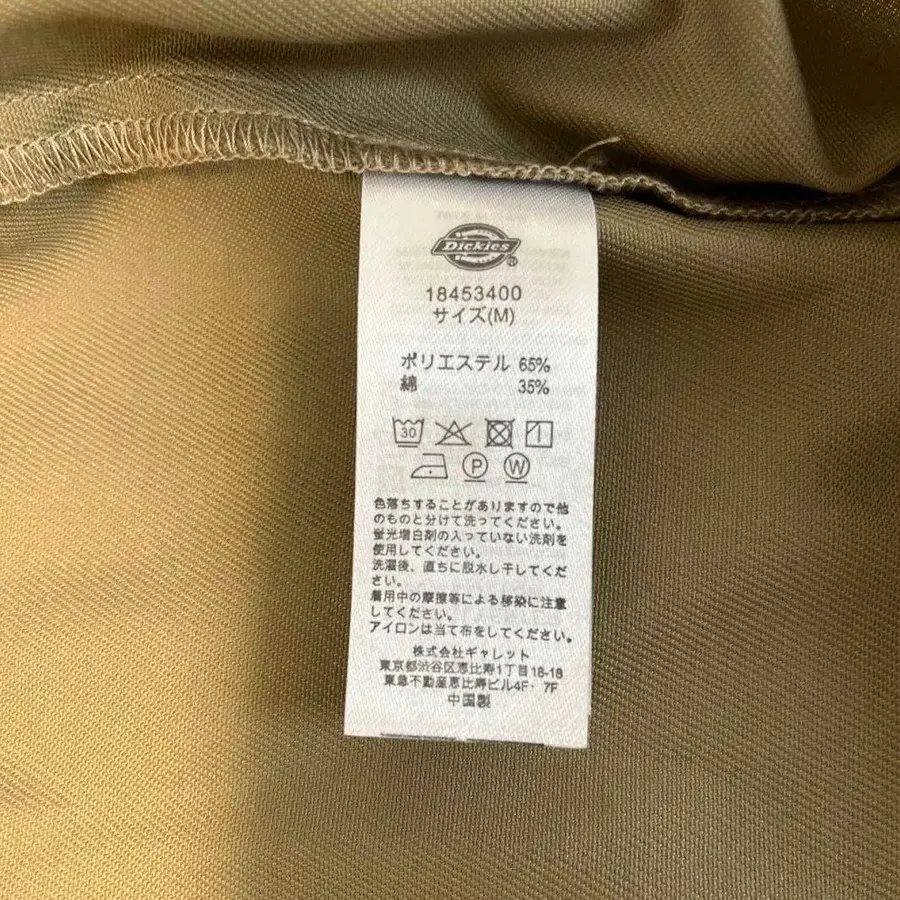 Dickies
®
18453400
サイズ(M)
ポリエステル 65%
綿 35%
30
P W
色落ちすることがありますので他
のものと分けて洗ってください。
蛍光増白剤の入っていない洗剤を
使用してください。
洗濯後、直ちに脱水し干してくだ
さい。
着用中の摩擦等による移染に注意
してください。
アイロンは当て布をしてください。
株式会社ギャレット
東京都渋谷区恵比寿1丁目18-18
東急不動産恵比寿ビル4F・7F
中国製